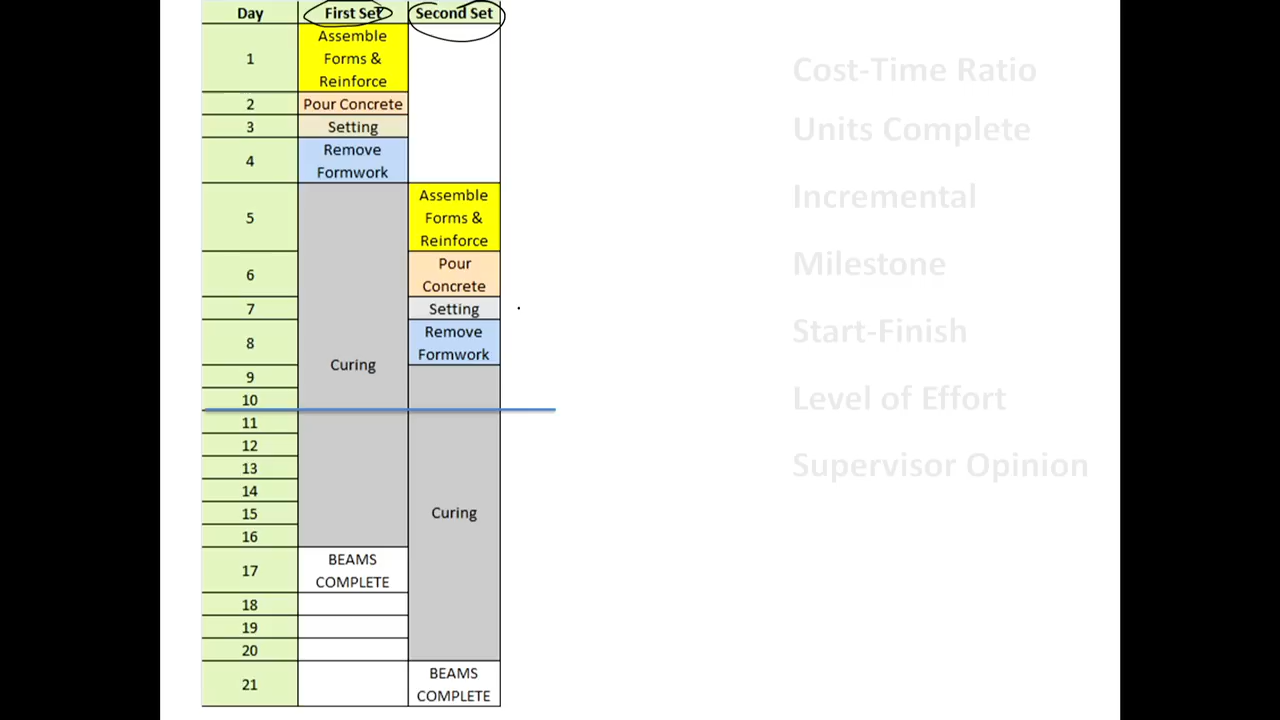 Day First Set Second Set
1 Assemble
Forms &
Reinforce
2 Pour Concrete
3 Setting
4 Remove
Formwork
5 Assemble
Forms &
Reinforce
6 Pour
Concrete
7 Setting
8 Remove
Formwork
Curing
9
10
11
12
13
14
15 Curing
16
17 BEAMS
COMPLETE
18
19
20
21 BEAMS
COMPLETE
Cost-Time Ratio
Units Complete
Incremental
Milestone
Start-Finish
Level of Effort
Supervisor Opinion